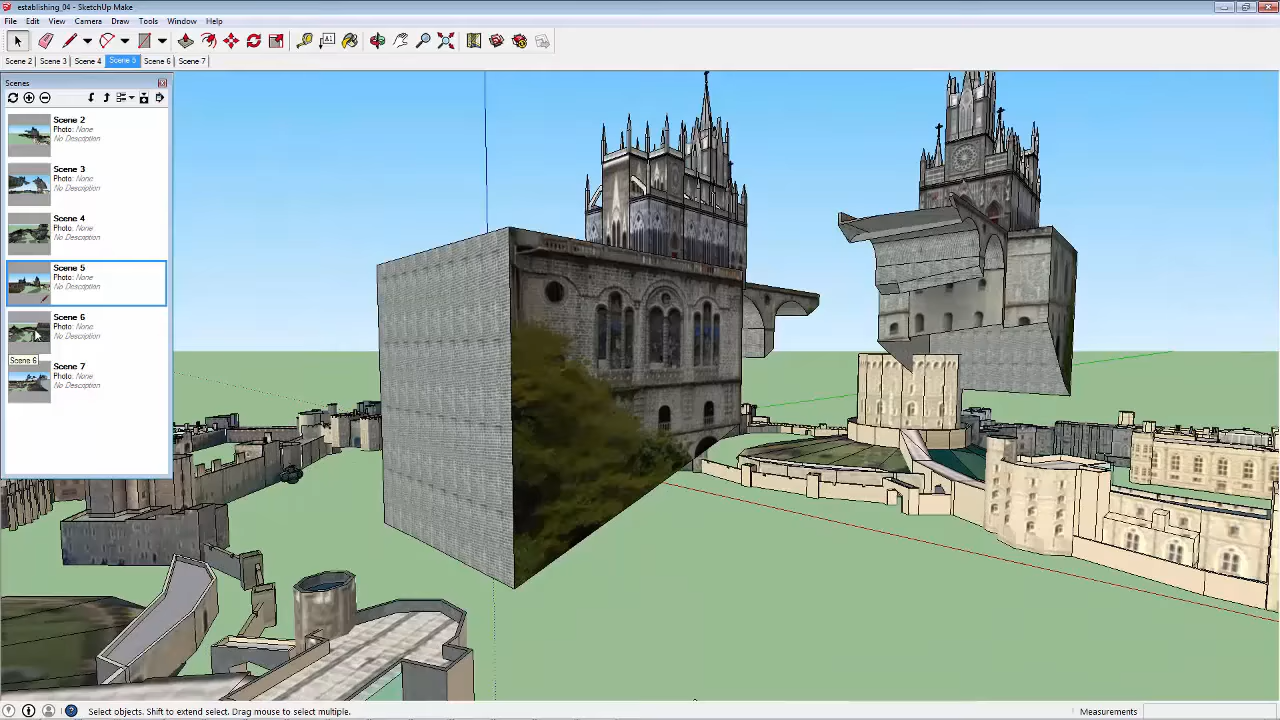 establishing_04 - SketchUp Make
File Edit View Camera Draw Tools Window Help
Scene 2 Scene 3 Scene 4 Scene 5 Scene 6 Scene 7
Scenes
Scene 2
Photo: None
No Description
Scene 3
Photo: None
No Description
Scene 4
Photo: None
No Description
Scene 5
Photo: None
No Description
Scene 6
Photo: None
No Description
Scene 6
Scene 7
Photo: None
No Description
Select objects. Shift to extend select. Drag mouse to select multiple.
Measurements